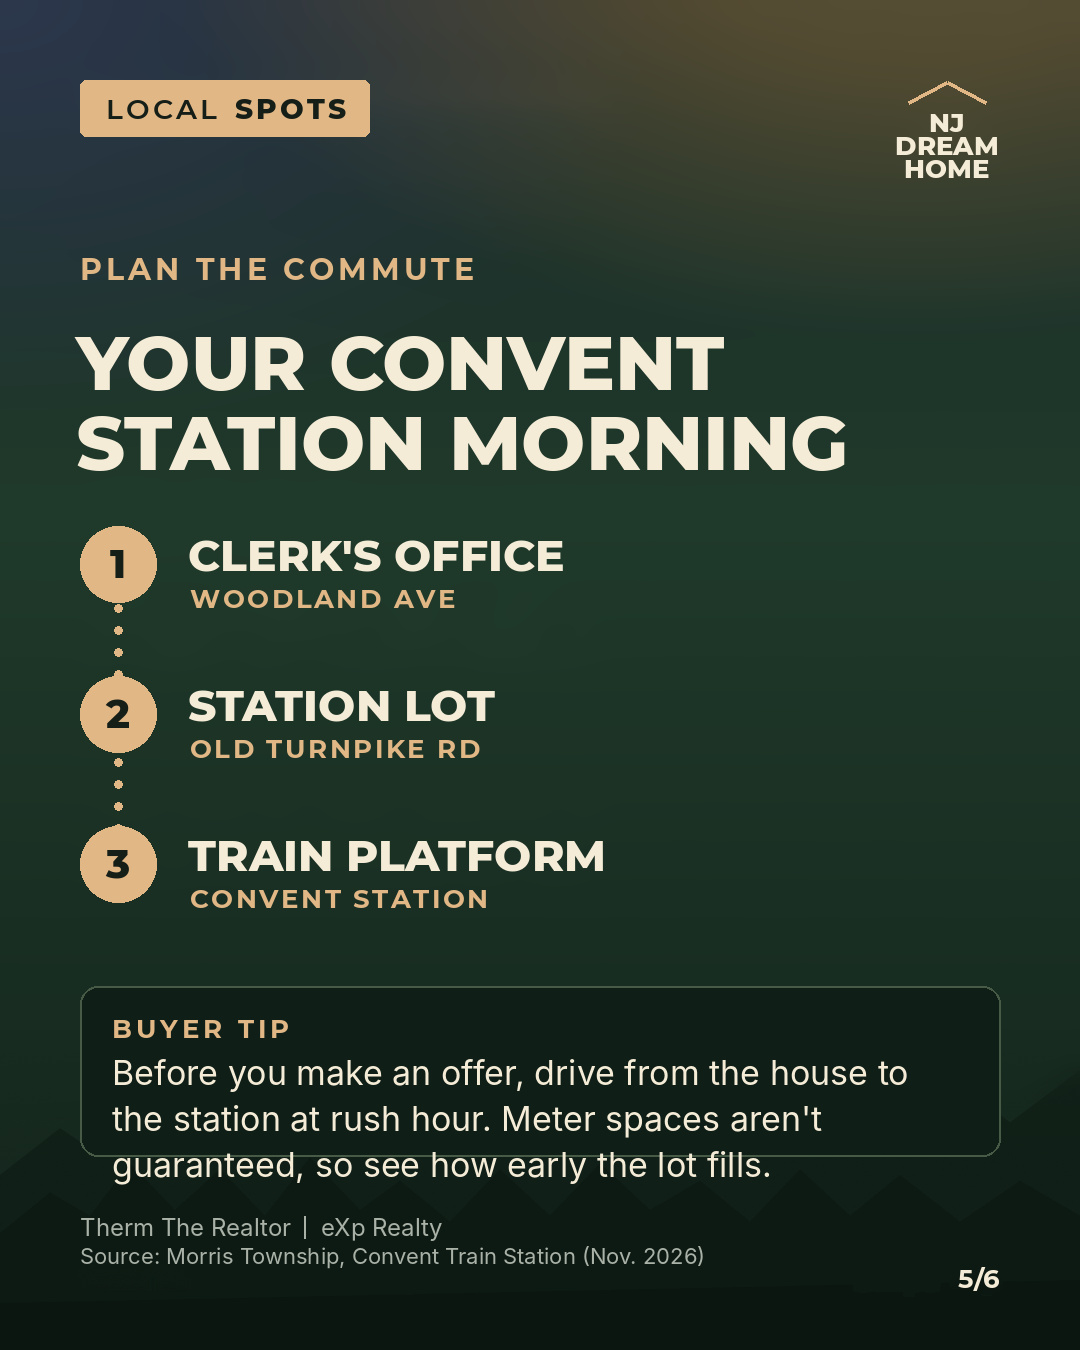 LOCAL SPOTS
NJ
DREAM
HOME
PLAN THE COMMUTE
YOUR CONVENT
STATION MORNING
1
CLERK'S OFFICE
WOODLAND AVE
2
STATION LOT
OLD TURNPIKE RD
3
TRAIN PLATFORM
CONVENT STATION
BUYER TIP
Before you make an offer, drive from the house to
the station at rush hour. Meter spaces aren't
guaranteed, so see how early the lot fills.
Therm The Realtor | eXp Realty
Source: Morris Township, Convent Train Station (Nov. 2026)
5/6